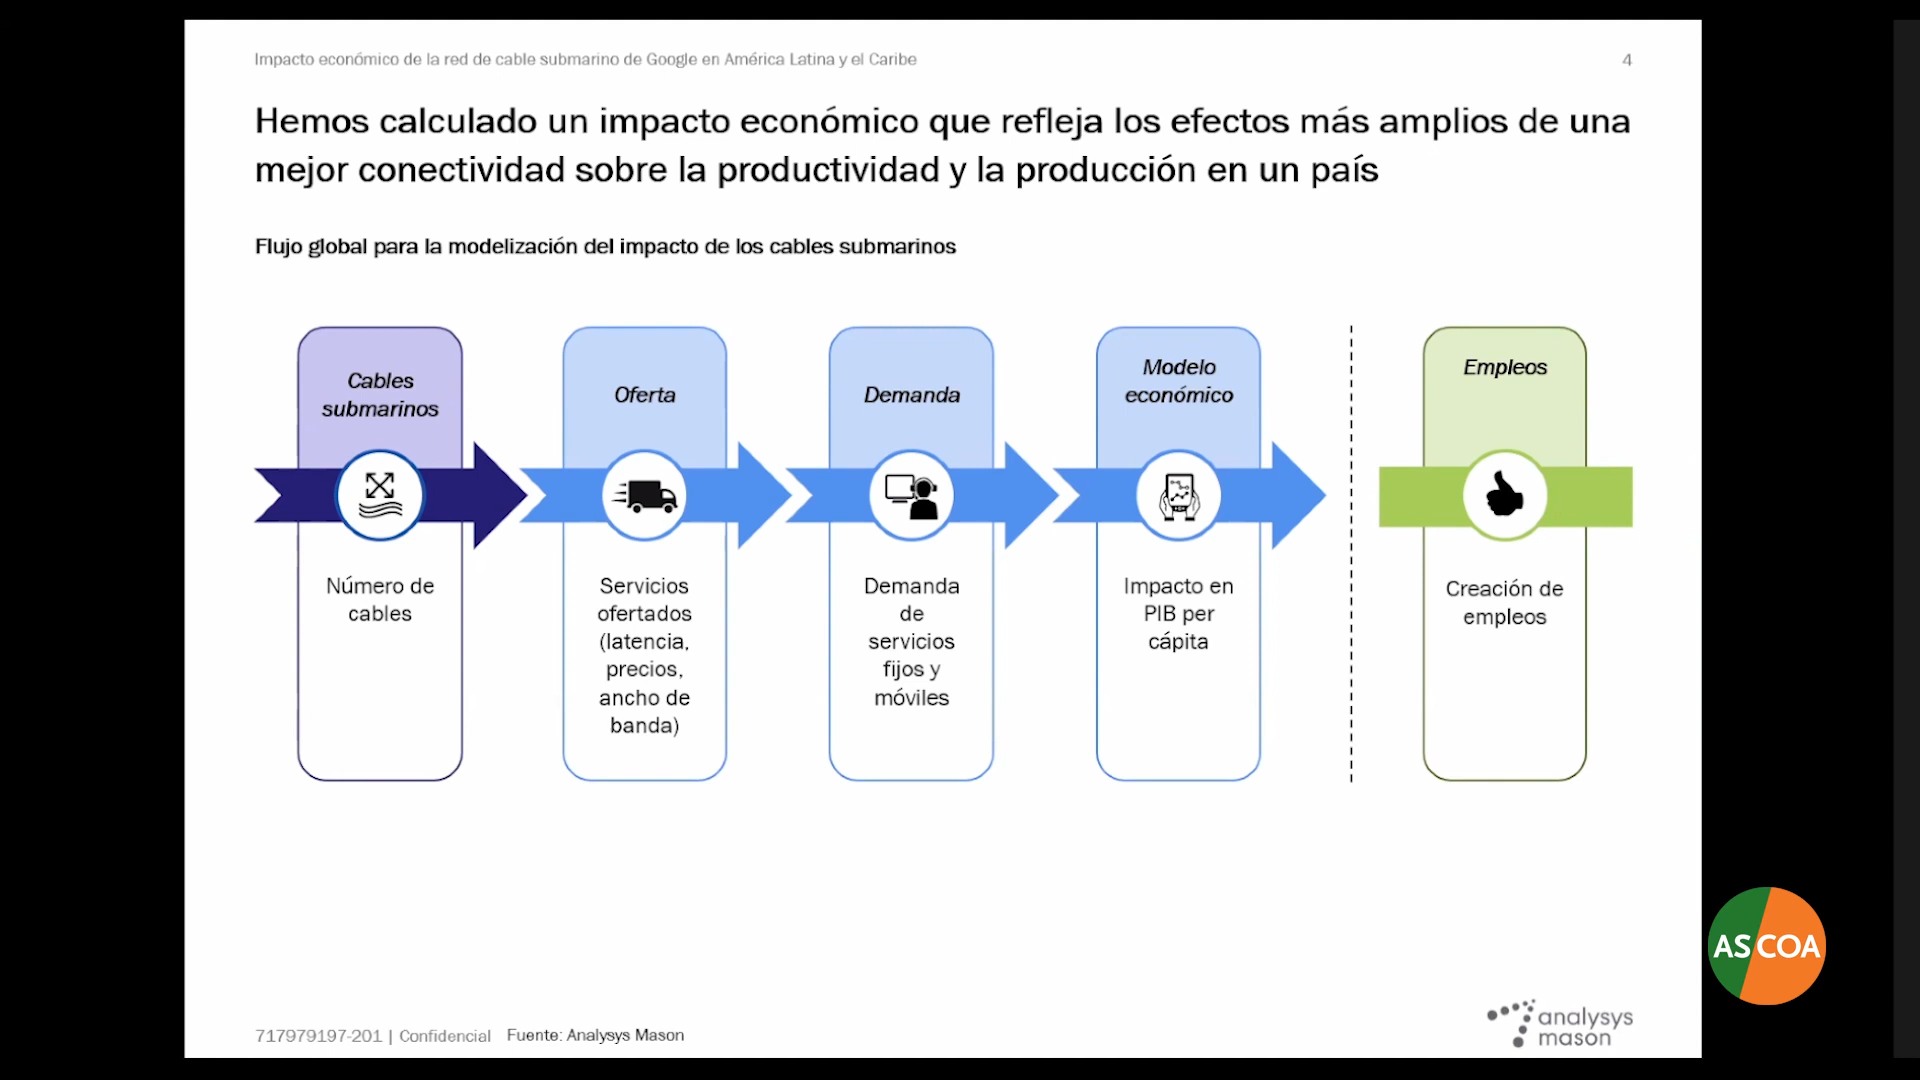 Impacto económico de la red de cable submarino de Google en América Latina y el Caribe
4
Hemos calculado un impacto económico que refleja los efectos más amplios de una
mejor conectividad sobre la productividad y la producción en un país
Flujo global para la modelización del impacto de los cables submarinos
Cables
submarinos
Número de
cables
Oferta
Servicios
ofertados
(latencia,
precios,
ancho de
banda)
Demanda
Demanda
de
servicios
fijos y
móviles
Modelo
económico
Impacto en
PIB per
cápita
Empleos
Creación de
empleos
AS COA
717979197-201 | Confidencial Fuente: Analysys Mason
analysys
mason